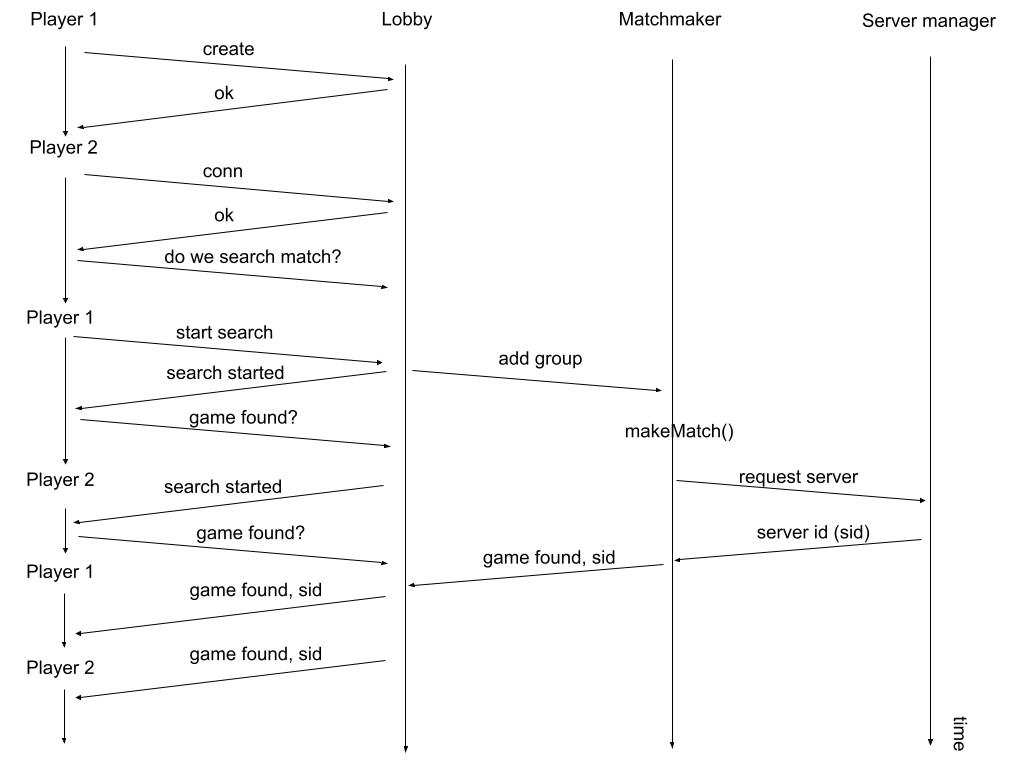 Player 1
Lobby
Matchmaker
Server manager
create
ok
Player 2
conn
ok
do we search match?
Player 1
start search
add group
search started
game found?
makeMatch()
Player 2
search started
request server
game found?
server id (sid)
game found, sid
Player 1
game found, sid
game found, sid
Player 2
time